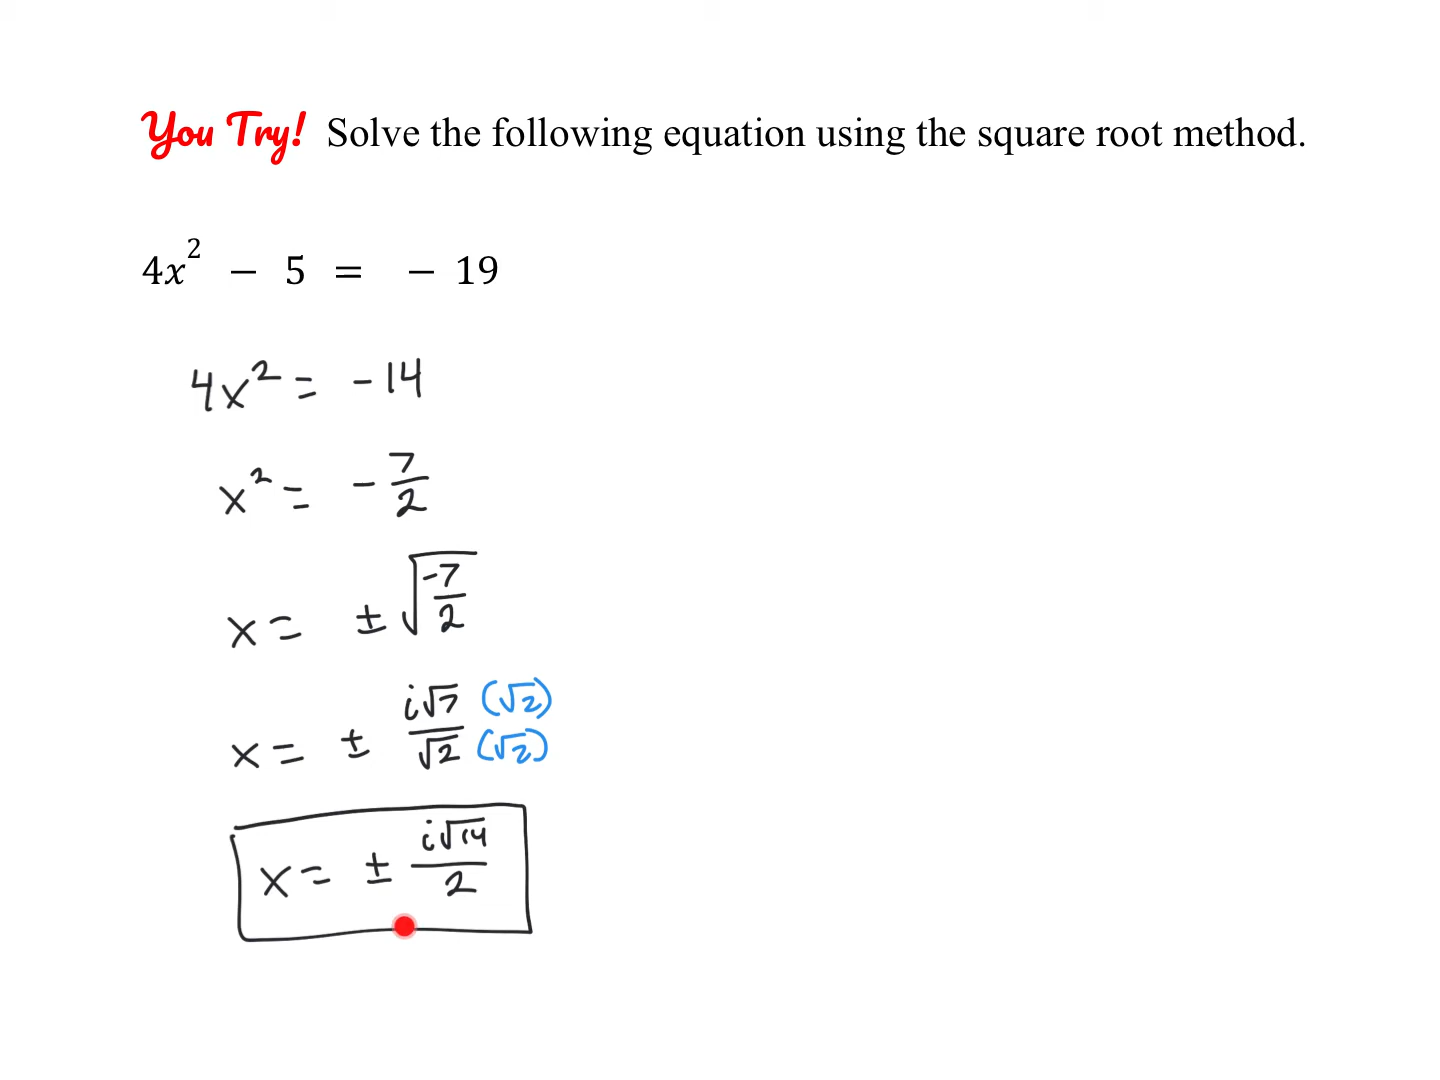 You Try! Solve the following equation using the square root method.
4x² − 5 = − 19
4x² = -14
x² = - 7/2
x = ± √(-7/2)
x = ± i√7 (√2) / √2 (√2)
x = ± i√14 / 2